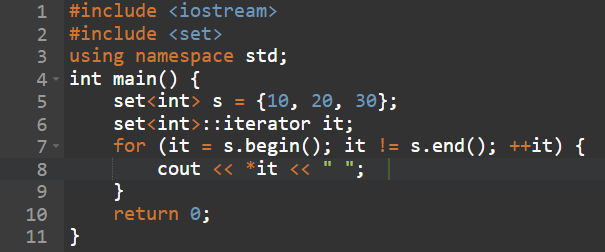 1 #include <iostream>
2 #include <set>
3 using namespace std;
4 int main() {
5     set<int> s = {10, 20, 30};
6     set<int>::iterator it;
7     for (it = s.begin(); it != s.end(); ++it) {
8         cout << *it << " ";
9     }
10     return 0;
11 }